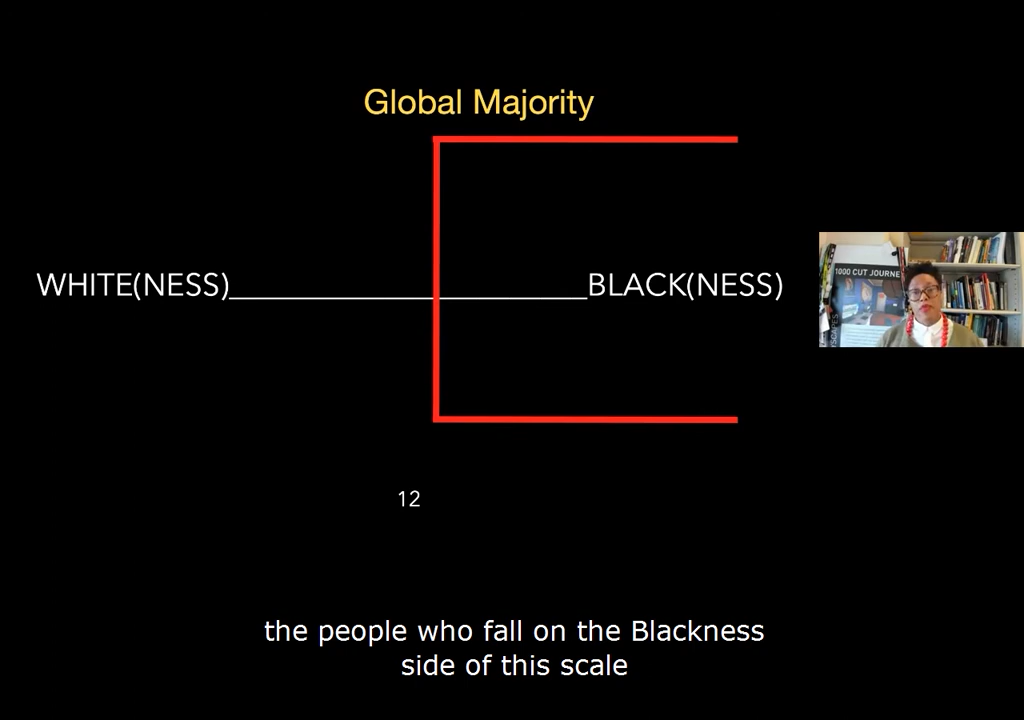 Global Majority
WHITE(NESS)____________________BLACK(NESS)
1000 CUT JOURNE
12
the people who fall on the Blackness
side of this scale